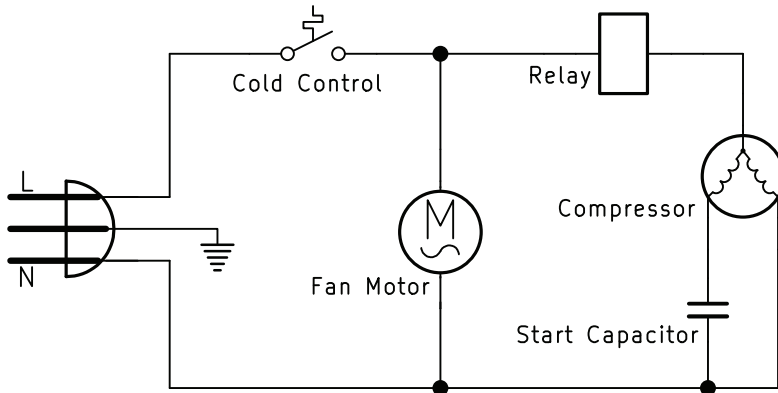 Cold Control
Relay
L
Compressor
N
M
Fan Motor
Start Capacitor